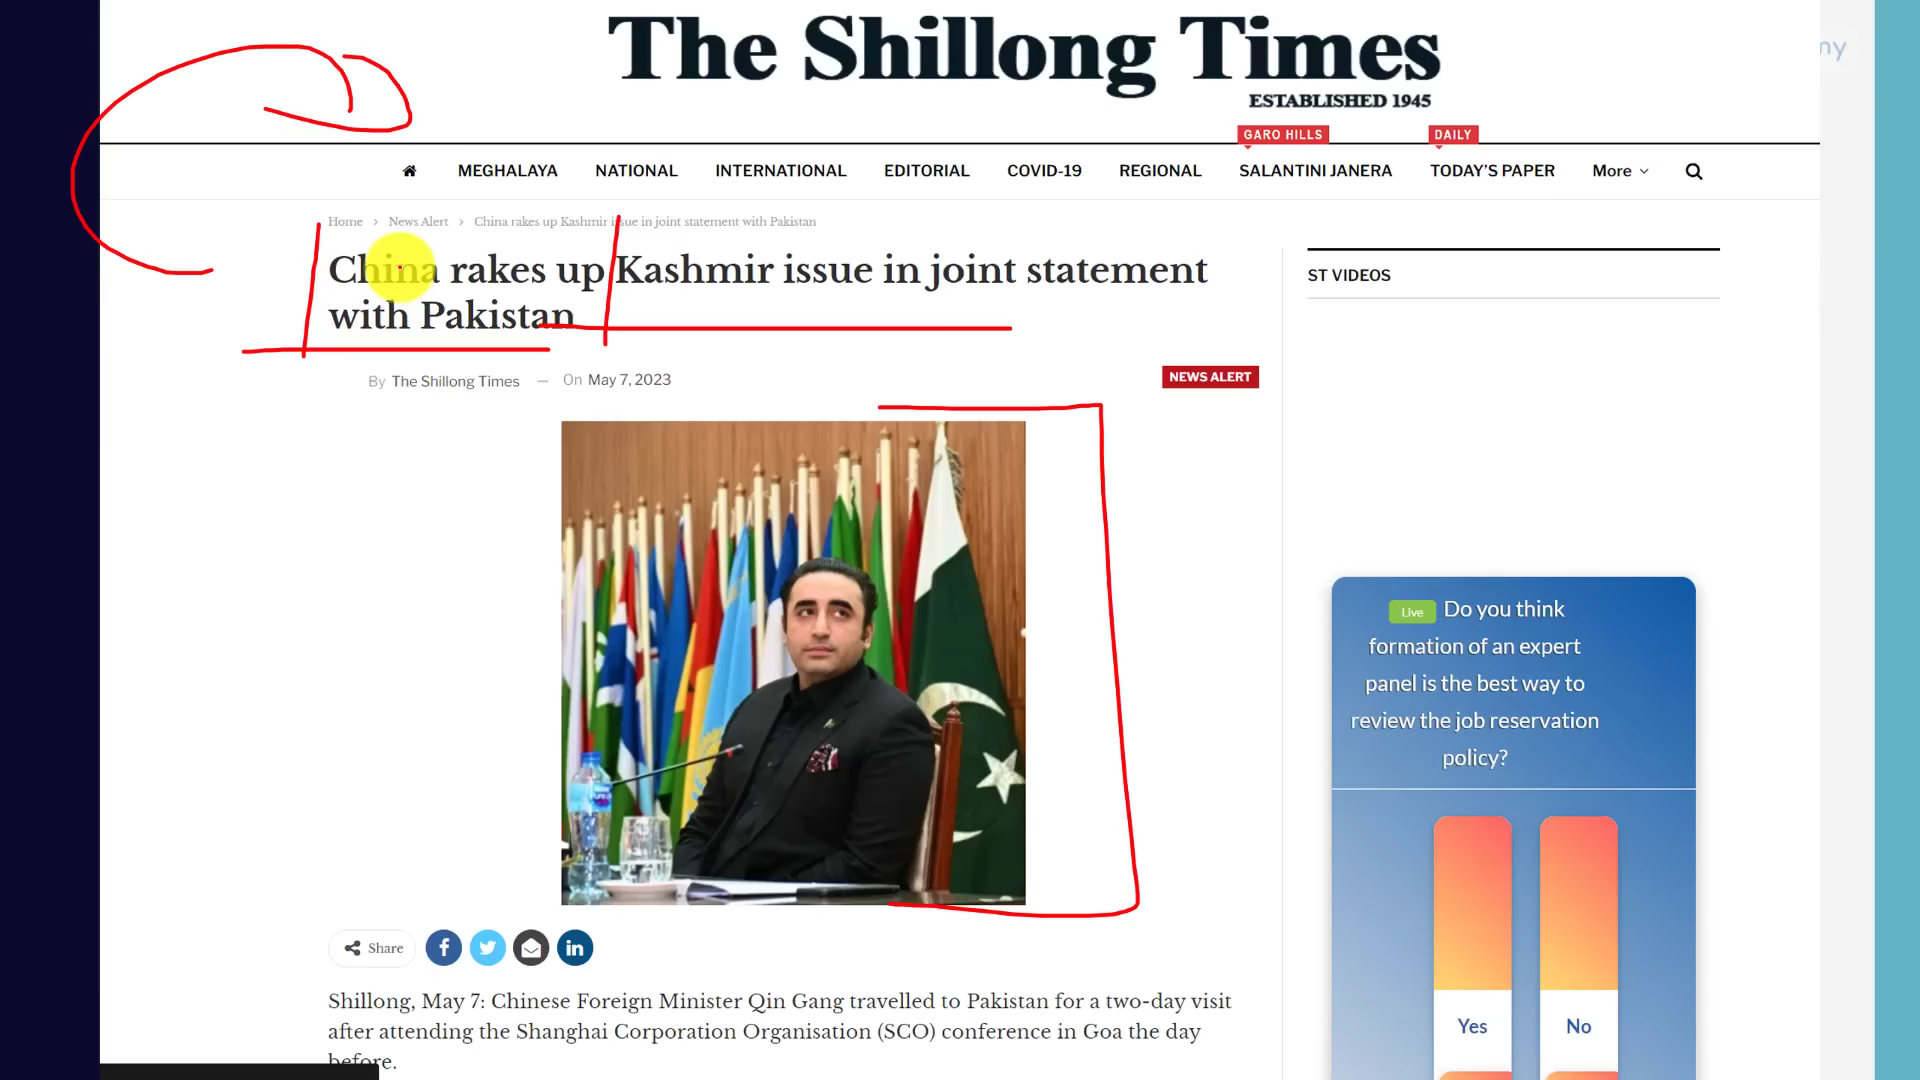 The Shillong Times
ESTABLISHED 1945
ny
GARO HILLS
DAILY
MEGHALAYA NATIONAL INTERNATIONAL EDITORIAL COVID-19 REGIONAL SALANTINI JANERA TODAY'S PAPER More
Home > News Alert > China rakes up Kashmir issue in joint statement with Pakistan
China rakes up Kashmir issue in joint statement
with Pakistan
By The Shillong Times — On May 7, 2023
NEWS ALERT
Share
Shillong, May 7: Chinese Foreign Minister Qin Gang travelled to Pakistan for a two-day visit
after attending the Shanghai Corporation Organisation (SCO) conference in Goa the day
before.
ST VIDEOS
Live Do you think
formation of an expert
panel is the best way to
review the job reservation
policy?
Yes No